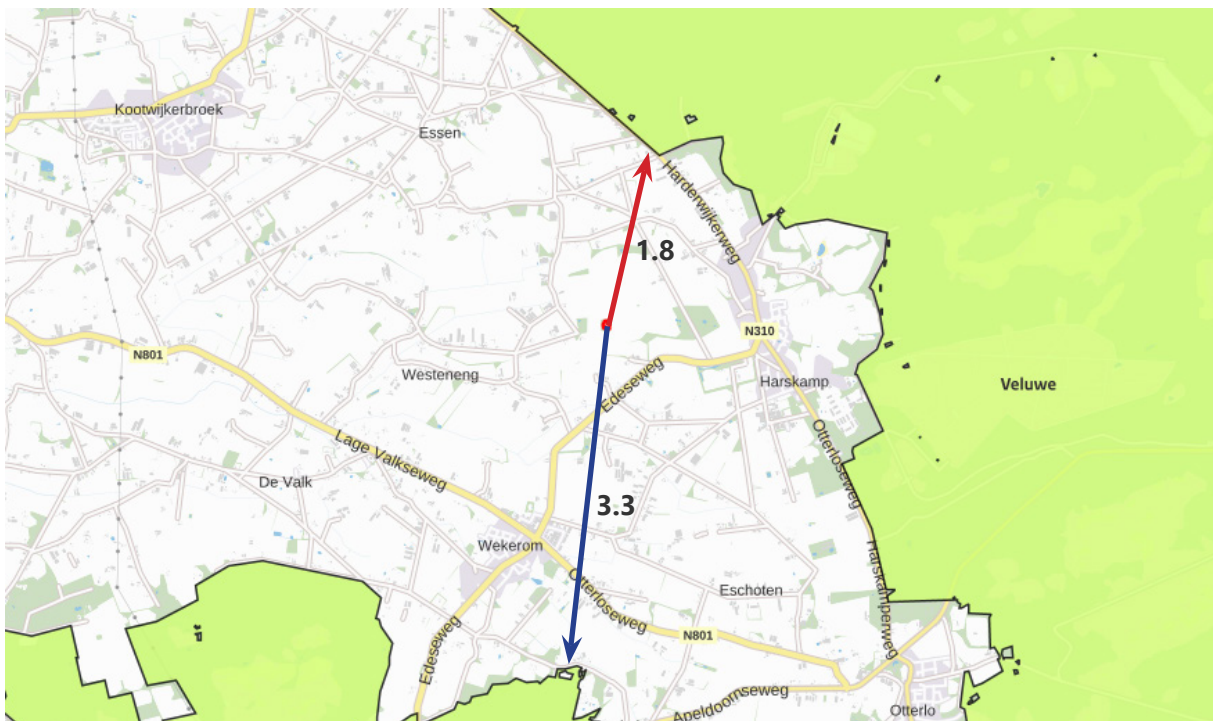 Kootwijkerbroek
Essen
Harderwijkerweg
1.8
N310
N801
Westeneng
Edeseweg
Harskamp
Veluwe
Lage Valkseweg
Otterloseweg
De Valk
3.3
Wekerom
Harskamperweg
Otterloseweg
Eschoten
Edeseweg
N801
Apeldoornseweg
Otterlo